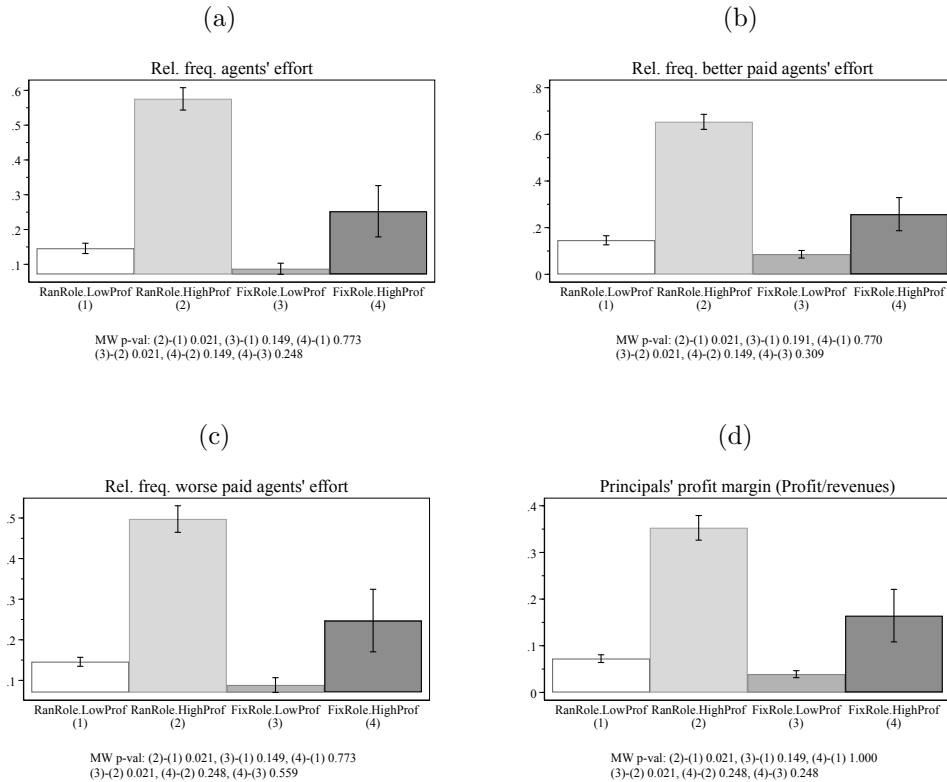 (a)
Rel. freq. agents' effort
.6
.5
.4
.3
.2
.1
RanRole.LowProf RanRole.HighProf FixRole.LowProf FixRole.HighProf
(1) (2) (3) (4)
MW p-val: (2)-(1) 0.021, (3)-(1) 0.149, (4)-(1) 0.773
(3)-(2) 0.021, (4)-(2) 0.149, (4)-(3) 0.248
(b)
Rel. freq. better paid agents' effort
.8
.6
.4
.2
0
RanRole.LowProf RanRole.HighProf FixRole.LowProf FixRole.HighProf
(1) (2) (3) (4)
MW p-val: (2)-(1) 0.021, (3)-(1) 0.191, (4)-(1) 0.770
(3)-(2) 0.021, (4)-(2) 0.149, (4)-(3) 0.309
(c)
Rel. freq. worse paid agents' effort
.5
.4
.3
.2
.1
RanRole.LowProf RanRole.HighProf FixRole.LowProf FixRole.HighProf
(1) (2) (3) (4)
MW p-val: (2)-(1) 0.021, (3)-(1) 0.149, (4)-(1) 0.773
(3)-(2) 0.021, (4)-(2) 0.248, (4)-(3) 0.559
(d)
Principals' profit margin (Profit/revenues)
.4
.3
.2
.1
0
RanRole.LowProf RanRole.HighProf FixRole.LowProf FixRole.HighProf
(1) (2) (3) (4)
MW p-val: (2)-(1) 0.021, (3)-(1) 0.149, (4)-(1) 1.000
(3)-(2) 0.021, (4)-(2) 0.248, (4)-(3) 0.248